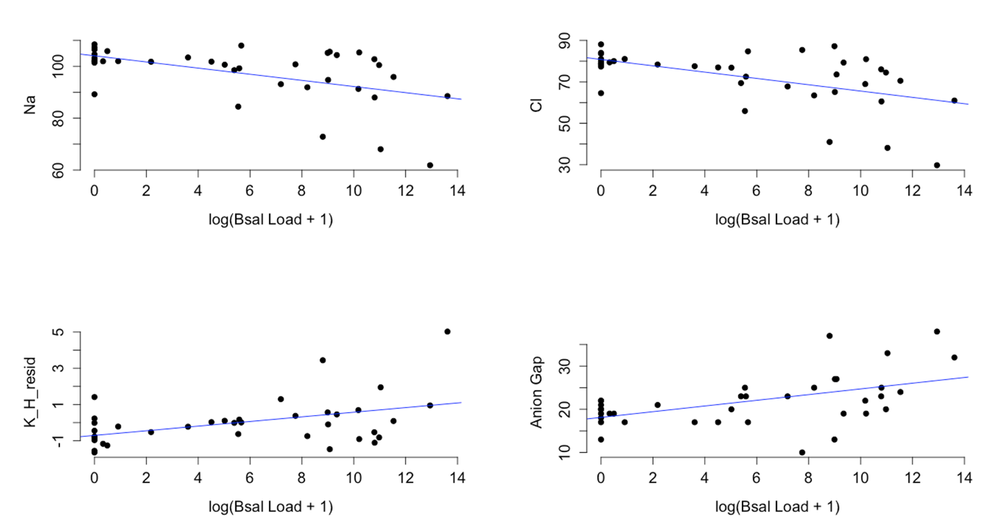 Na
100
80
60
0 2 4 6 8 10 12 14
log(Bsal Load + 1)
Cl
90
70
50
30
0 2 4 6 8 10 12 14
log(Bsal Load + 1)
K_H_resid
5
3
1
-1
0 2 4 6 8 10 12 14
log(Bsal Load + 1)
Anion Gap
30
20
10
0 2 4 6 8 10 12 14
log(Bsal Load + 1)